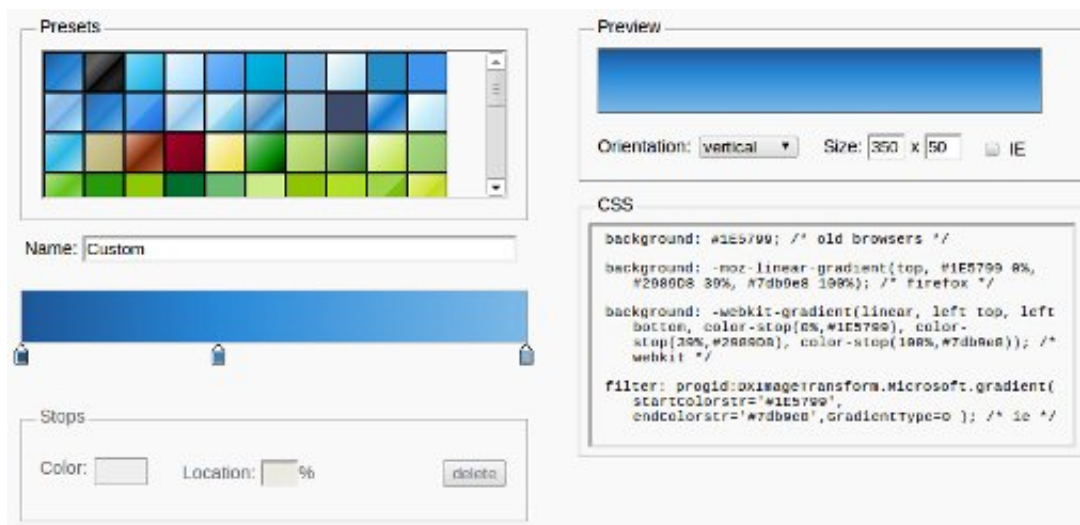 Presets
Name: Custom
Stops
Color:
Location: %
delete
Preview
Orientation: vertical Size: 350 x 50 IE
CSS
background: #1E5799; /* old browsers */
background: -moz-linear-gradient(top, #1E5799 0%,
#2989D8 39%, #7db9e8 100%); /* firefox */
background: -webkit-gradient(linear, left top, left
bottom, color-stop(0%,#1E5799), color-
stop(39%,#2989D8), color-stop(100%,#7db9e8)); /*
webkit */
filter: progid:DXImageTransform.Microsoft.gradient(
startColorstr='#1E5799',
endColorstr='#7db9e8',GradientType=0 ); /* ie */